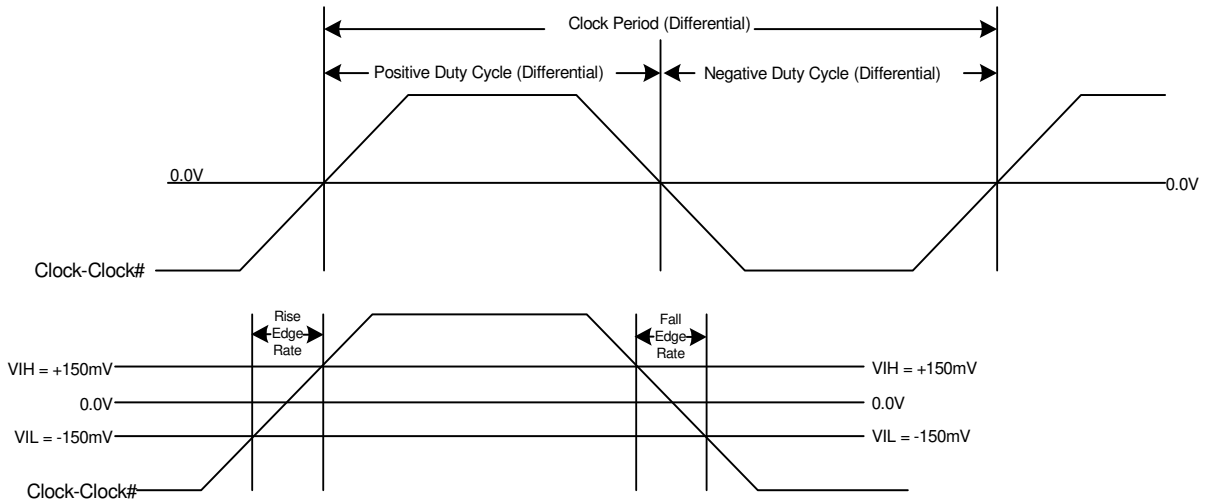 Clock Period (Differential)
Positive Duty Cycle (Differential)
Negative Duty Cycle (Differential)
0.0V
0.0V
Clock-Clock#
Rise
Edge
Rate
Fall
Edge
Rate
VIH = +150mV
VIH = +150mV
0.0V
0.0V
VIL = -150mV
VIL = -150mV
Clock-Clock#